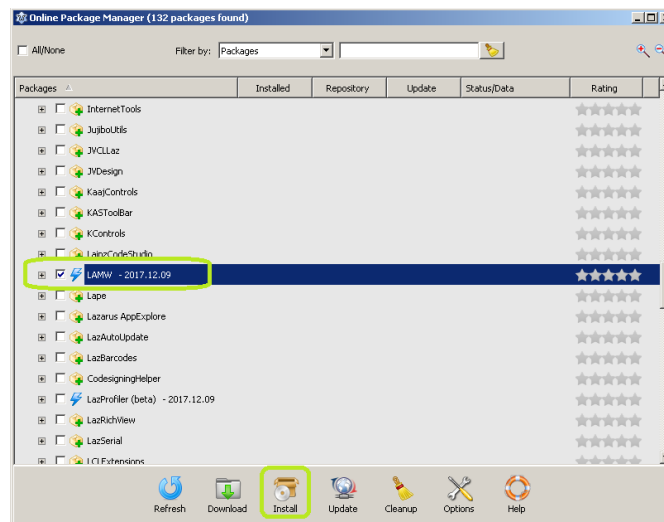 Online Package Manager (132 packages found)
All/None Filter by: Packages
Packages Installed Repository Update Status/Data Rating
InternetTools
JujiboUtils
JVCLLaz
JVDesign
KaajControls
KASToolBar
KControls
LainzCodeStudio
LAMW - 2017.12.09
Lape
Lazarus AppExplore
LazAutoUpdate
LazBarcodes
CodesigningHelper
LazProfiler (beta) - 2017.12.09
LazRichView
LazSerial
LCLExtensions
Refresh Download Install Update Cleanup Options Help